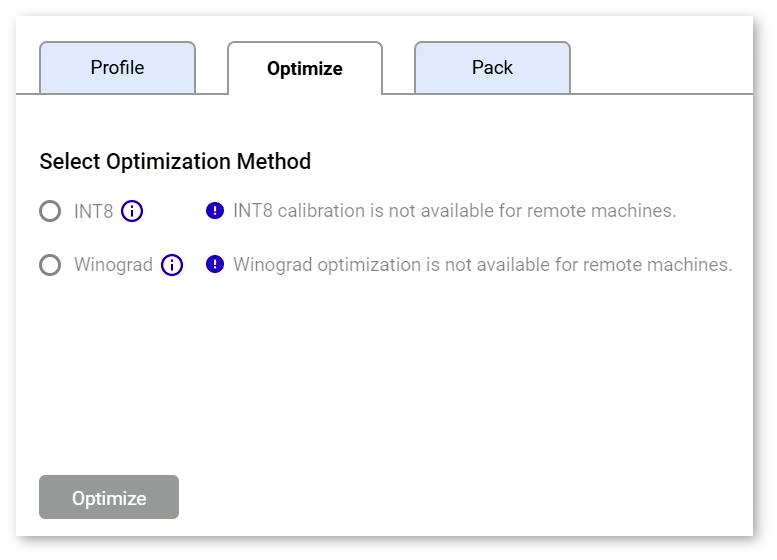 Profile
Optimize
Pack
Select Optimization Method
INT8 INT8 calibration is not available for remote machines.
Winograd Winograd optimization is not available for remote machines.
Optimize